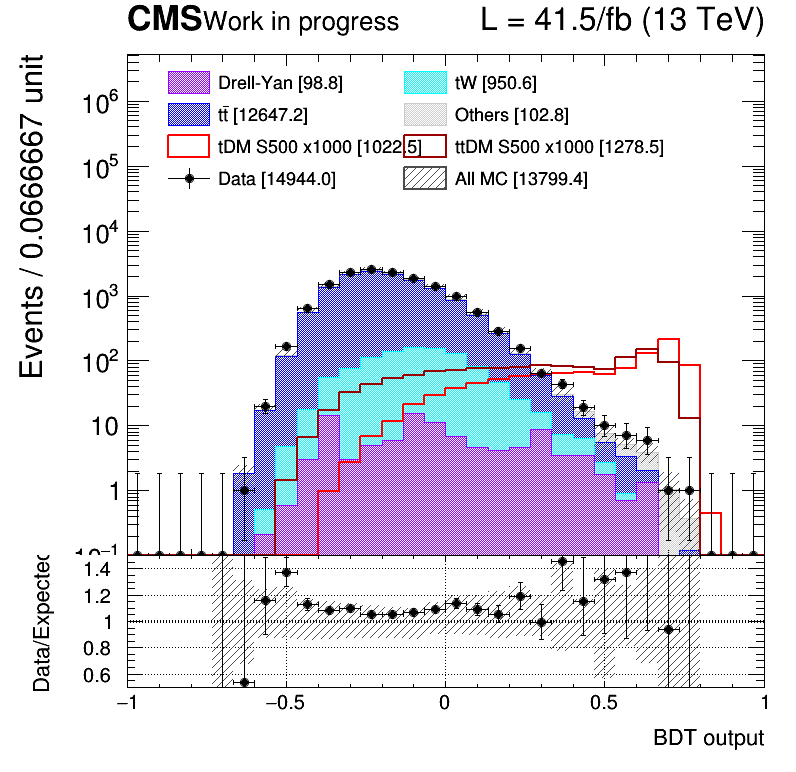 CMS Work in progress L = 41.5/fb (13 TeV)
Events / 0.0666667 unit
Drell-Yan [98.8] tW [950.6]
tt̄ [12647.2] Others [102.8]
tDM S500 x1000 [1022.5] ttDM S500 x1000 [1278.5]
Data [14944.0] All MC [13799.4]
10⁶
10⁵
10⁴
10³
10²
10
1
10⁻¹
Data/Expected
1.4
1.2
1
0.8
0.6
−1 −0.5 0 0.5 1
BDT output